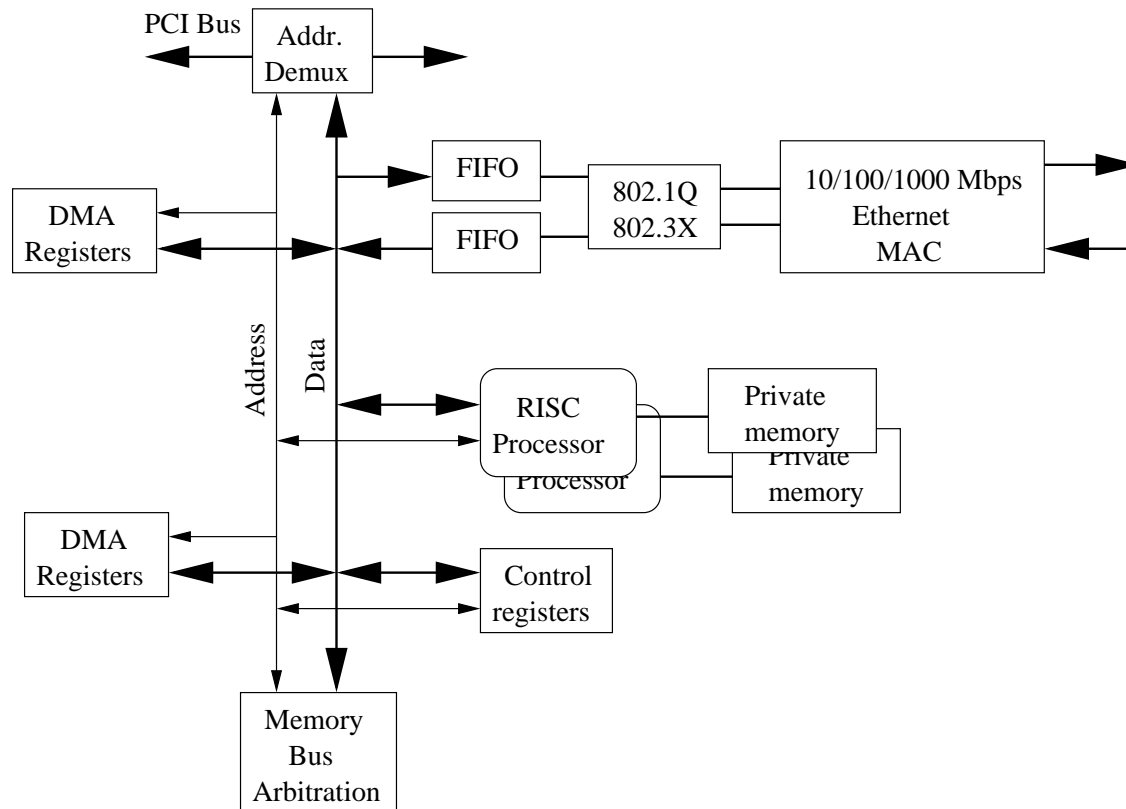 PCI Bus
Addr.
Demux
FIFO
FIFO
802.1Q
802.3X
10/100/1000 Mbps
Ethernet
MAC
DMA
Registers
Address
Data
RISC
Processor
Processor
Private
memory
Private
memory
DMA
Registers
Control
registers
Memory
Bus
Arbitration